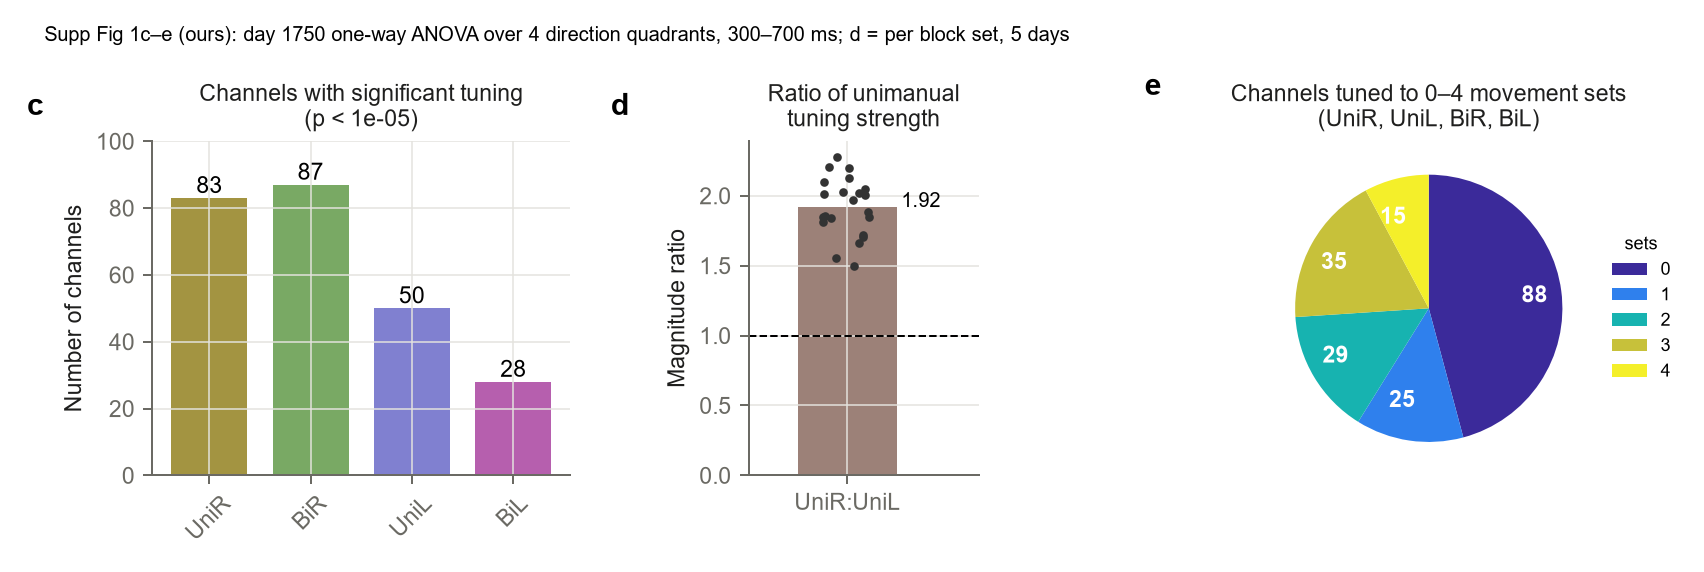 Supp Fig 1c–e (ours): day 1750 one-way ANOVA over 4 direction quadrants, 300–700 ms; d = per block set, 5 days
c
Channels with significant tuning
(p < 1e-05)
Number of channels
100
80
60
40
20
0
83
87
50
28
UniR
BiR
UniL
BiL
d
Ratio of unimanual
tuning strength
Magnitude ratio
2.0
1.5
1.0
0.5
0.0
1.92
UniR:UniL
e
Channels tuned to 0–4 movement sets
(UniR, UniL, BiR, BiL)
15
35
88
29
25
sets
0
1
2
3
4